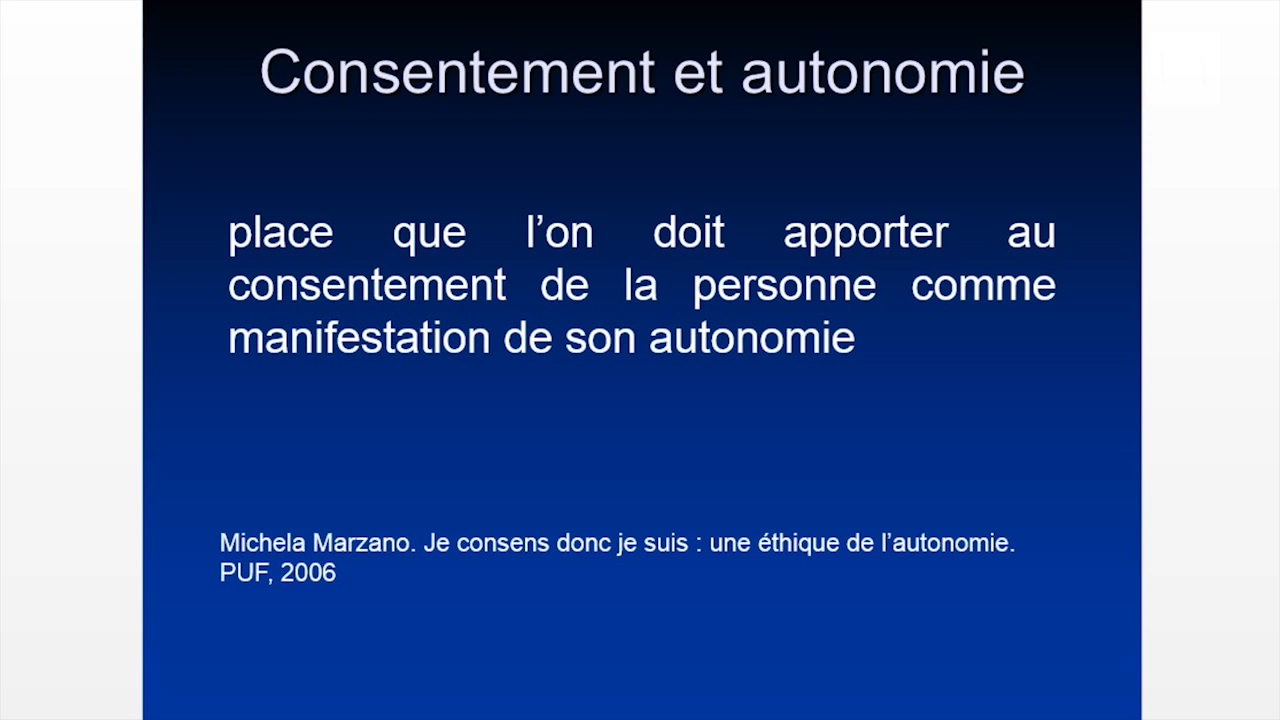 Consentement et autonomie
place que l’on doit apporter au
consentement de la personne comme
manifestation de son autonomie
Michela Marzano. Je consens donc je suis : une éthique de l’autonomie.
PUF, 2006